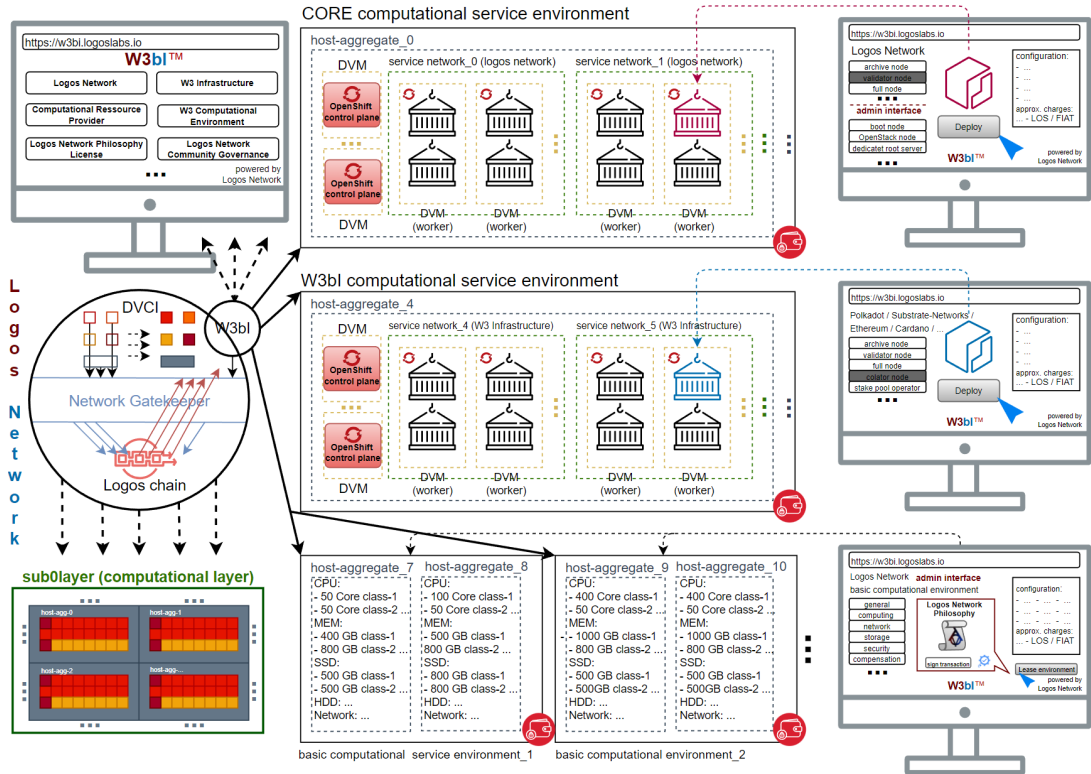 https://w3bi.logoslabs.io
W3bI™
Logos Network
W3 Infrastructure
Computational Ressource
Provider
W3 Computational
Environment
Logos Network Philosophy
License
Logos Network
Community Governance
powered by
Logos Network
CORE computational service environment
host-aggregate_0
DVM
OpenShift
control plane
OpenShift
control plane
DVM
service network_0 (logos network)
DVM
(worker)
DVM
(worker)
service network_1 (logos network)
DVM
(worker)
DVM
(worker)
https://w3bi.logoslabs.io
Logos Network
archive node
validator node
full node
admin interface
boot node
OpenStack node
dedicatet root server
Deploy
W3bI™
configuration:
- ...
- ...
- ...
- ...
approx. charges:
... - LOS / FIAT
powered by
Logos Network
Logos Network
DVCI
W3bI
Network Gatekeeper
Logos chain
W3bI computational service environment
host-aggregate_4
DVM
OpenShift
control plane
OpenShift
control plane
DVM
service network_4 (W3 Infrastructure)
DVM
(worker)
DVM
(worker)
service network_5 (W3 Infrastructure)
DVM
(worker)
DVM
(worker)
https://w3bi.logoslabs.io
Polkadot / Substrate-Networks /
Ethereum / Cardano / ...
archive node
validator node
full node
colator node
stake pool operator
Deploy
W3bI™
configuration:
- ...
- ...
- ...
approx. charges:
... - LOS / FIAT
powered by
Logos Network
sub0layer (computational layer)
host-agg-0
host-agg-1
host-agg-2
host-agg-...
host-aggregate_7
CPU:
- 50 Core class-1
- 50 Core class-2 ...
MEM:
- 400 GB class-1
- 800 GB class-2 ...
SSD:
- 500 GB class-1
- 500 GB class-2 ...
HDD: ...
Network: ...
host-aggregate_8
CPU:
- 100 Core class-1
- 50 Core class-2 ...
MEM:
- 500 GB class-1
- 800 GB class-2 ...
SSD:
- 800 GB class-1
- 800 GB class-2 ...
HDD: ...
Network: ...
basic computational service environment_1
host-aggregate_9
CPU:
- 400 Core class-1
- 50 Core class-2 ...
MEM:
- 1000 GB class-1
- 800 GB class-2 ...
SSD:
- 500 GB class-1
- 500GB class-2 ...
HDD: ...
Network: ...
host-aggregate_10
CPU:
- 400 Core class-1
- 50 Core class-2 ...
MEM:
- 1000 GB class-1
- 800 GB class-2 ...
SSD:
- 500 GB class-1
- 500GB class-2 ...
HDD: ...
Network: ...
basic computational environment_2
https://w3bi.logoslabs.io
Logos Network admin interface
basic computational environment
general
computing
network
storage
security
compensation
Logos Network
Philosophy
sign transaction
W3bI™
configuration:
- ... - ... - ...
- ... - ... - ...
approx. charges:
... - LOS / FIAT
Lease environment
powered by
Logos Network